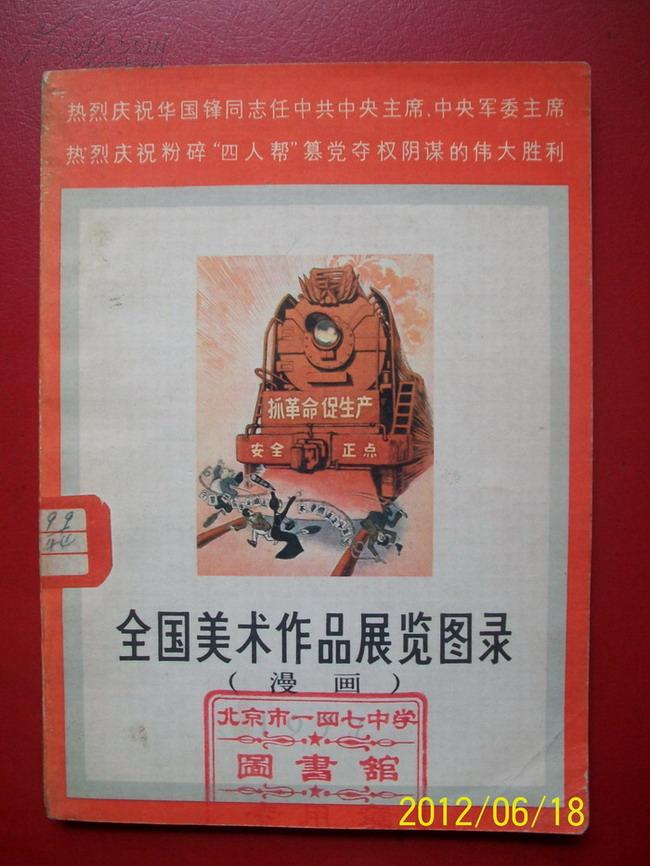 热烈庆祝华国锋同志任中共中央主席、中央军委主席
热烈庆祝粉碎“四人帮”篡党夺权阴谋的伟大胜利
抓革命 促生产
安全 正点
99
全国美术作品展览图录
(漫画)
北京市一四七中学
圖書館
2012/06/18